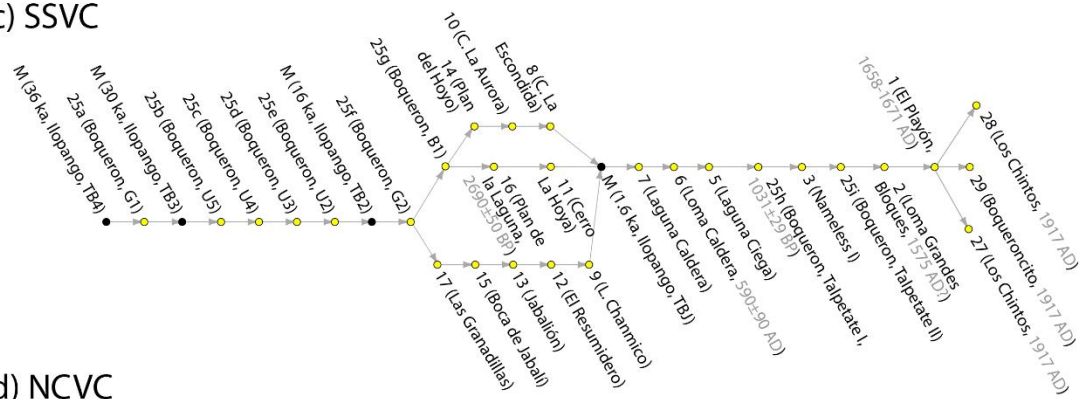 c) SSVC
M (36 ka, Ilopango, TB4)
25a (Boqueron, G1)
M (30 ka, Ilopango, TB3)
25b (Boqueron, U5)
25c (Boqueron, U4)
25d (Boqueron, U3)
25e (Boqueron, U2)
M (16 ka, Ilopango, TB2)
25f (Boqueron, G2)
25g (Boqueron, B1)
14 (Plan
del Hoyo)
10 (C. La Aurora)
8 (C. La
Escondida)
16 (Plan de
la Laguna,
2690±50 BP)
11 (Cerro
La Hoya)
17 (Las Granadillas)
15 (Boca de Jabalí)
13 (Jabalión)
12 (El Resumidero)
9 (L. Chanmico)
M (1.6 ka, Ilopango, TBJ)
7 (Laguna Caldera)
6 (Loma Caldera, 590±90 AD)
5 (Laguna Ciega)
25h (Boqueron, Talpetate I,
1031±29 BP)
3 (Nameless I)
25i (Boqueron, Talpetate II)
2 (Loma Grandes
Bloques, 1575 AD?)
1 (El Playón,
1658-1671 AD)
28 (Los Chintos, 1917 AD)
29 (Boqueroncito, 1917 AD)
27 (Los Chintos, 1917 AD)
d) NCVC